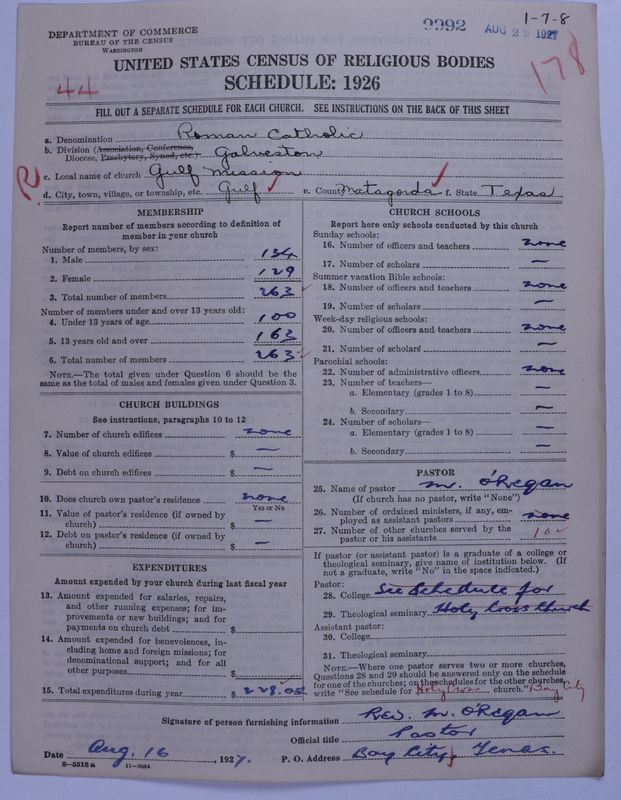 1-7-8
DEPARTMENT OF COMMERCE
BUREAU OF THE CENSUS
WASHINGTON
9992
AUG 22 1927
178
UNITED STATES CENSUS OF RELIGIOUS BODIES
SCHEDULE: 1926
44
FILL OUT A SEPARATE SCHEDULE FOR EACH CHURCH. SEE INSTRUCTIONS ON THE BACK OF THIS SHEET
a. Denomination Roman Catholic
b. Division (Association, Conference,
Diocese, Presbytery, Synod, etc.) Galveston
c. Local name of church Gulf Mission
d. City, town, village, or township, etc. Gulf e. County Matagorda f. State Texas
MEMBERSHIP
Report number of members according to definition of
member in your church
Number of members, by sex:
1. Male 134
2. Female 129
3. Total number of members 263
Number of members under and over 13 years old:
4. Under 13 years of age 100
5. 13 years old and over 163
6. Total number of members 263
NOTE.—The total given under Question 6 should be the
same as the total of males and females given under Question 3.
CHURCH BUILDINGS
See instructions, paragraphs 10 to 12
7. Number of church edifices none
8. Value of church edifices $ —
9. Debt on church edifices $ —
10. Does church own pastor's residence none
Yes or No
11. Value of pastor's residence (if owned by
church) $ —
12. Debt on pastor's residence (if owned by
church) $ —
EXPENDITURES
Amount expended by your church during last fiscal year
13. Amount expended for salaries, repairs,
and other running expenses; for im-
provements or new buildings; and for
payments on church debt $
14. Amount expended for benevolences, in-
cluding home and foreign missions; for
denominational support; and for all
other purposes $
15. Total expenditures during year $ 228.05
CHURCH SCHOOLS
Report here only schools conducted by this church
Sunday schools:
16. Number of officers and teachers none
17. Number of scholars —
Summer vacation Bible schools:
18. Number of officers and teachers none
19. Number of scholars —
Week-day religious schools:
20. Number of officers and teachers none
21. Number of scholars —
Parochial schools:
22. Number of administrative officers none
23. Number of teachers—
a. Elementary (grades 1 to 8) —
b. Secondary —
24. Number of scholars—
a. Elementary (grades 1 to 8) —
b. Secondary —
PASTOR
25. Name of pastor M. O'Regan
(If church has no pastor, write "None")
26. Number of ordained ministers, if any, em-
ployed as assistant pastors none
27. Number of other churches served by the
pastor or his assistants
If pastor (or assistant pastor) is a graduate of a college or
theological seminary, give name of institution below. (If
not a graduate, write "No" in the space indicated.)
Pastor:
28. College See Schedule for
29. Theological seminary Holy Cross Church
Assistant pastor:
30. College
31. Theological seminary
NOTE.—Where one pastor serves two or more churches,
Questions 28 and 29 should be answered only on the schedule
for one of the churches; on the schedules for the other churches
write "See schedule for Holy Cross church." Bay City
Signature of person furnishing information Rev. M. O'Regan
Official title Pastor
Date Aug. 16, 1927. P. O. Address Bay City, Texas.
8-5518 a 11-9034